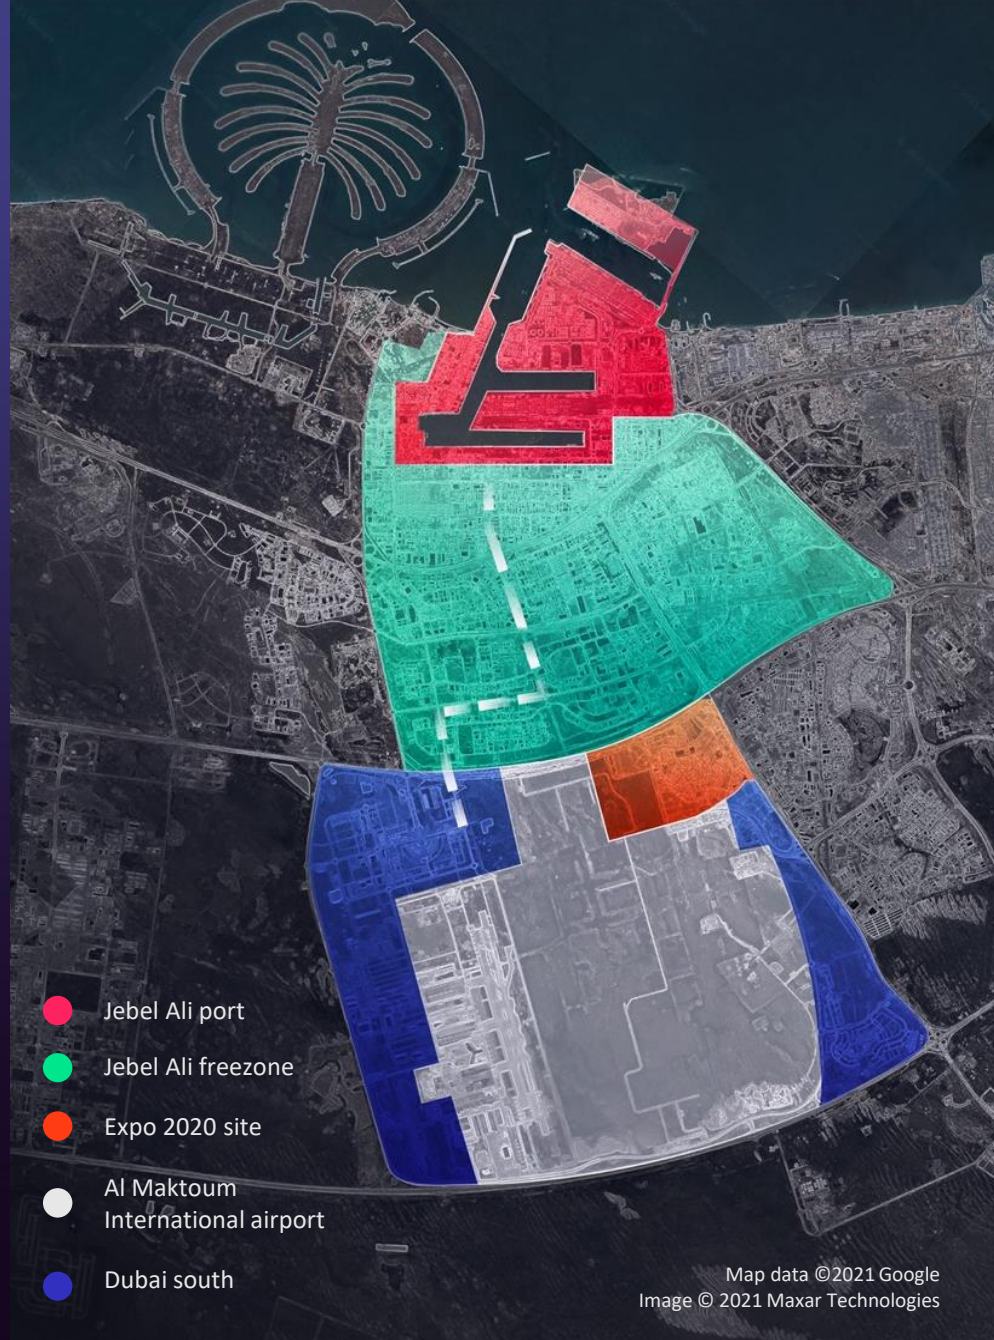 Jebel Ali port
Jebel Ali freezone
Expo 2020 site
Al Maktoum
International airport
Dubai south
Map data ©2021 Google
Image © 2021 Maxar Technologies